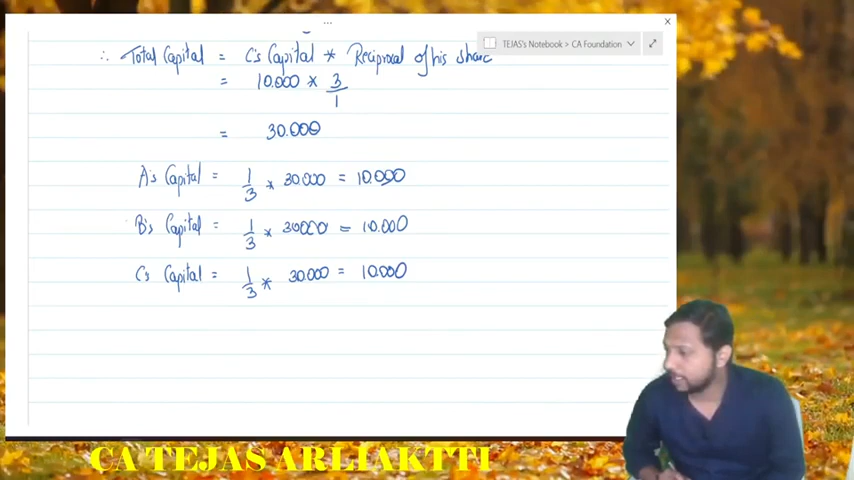 TEJAS's Notebook > CA Foundation
∴ Total Capital = C's Capital * Reciprocal of his share
= 10.000 * 3/1
= 30.000
A's Capital = 1/3 * 30.000 = 10.000
B's Capital = 1/3 * 30000 = 10.000
C's Capital = 1/3 * 30.000 = 10.000
CA TEJAS ARLIAKTTI